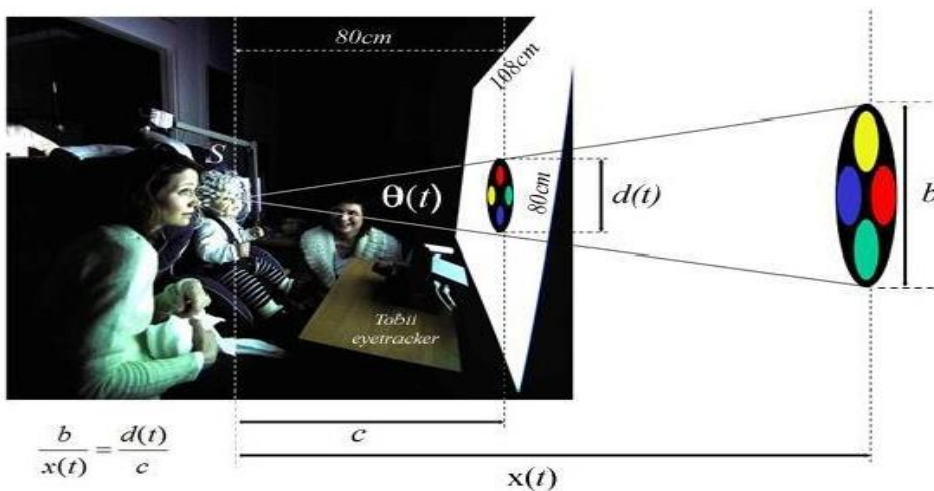 80cm
108cm
S
θ(t)
80cm
d(t)
b
Tobii
eyetracker
c
b/x(t) = d(t)/c
x(t)